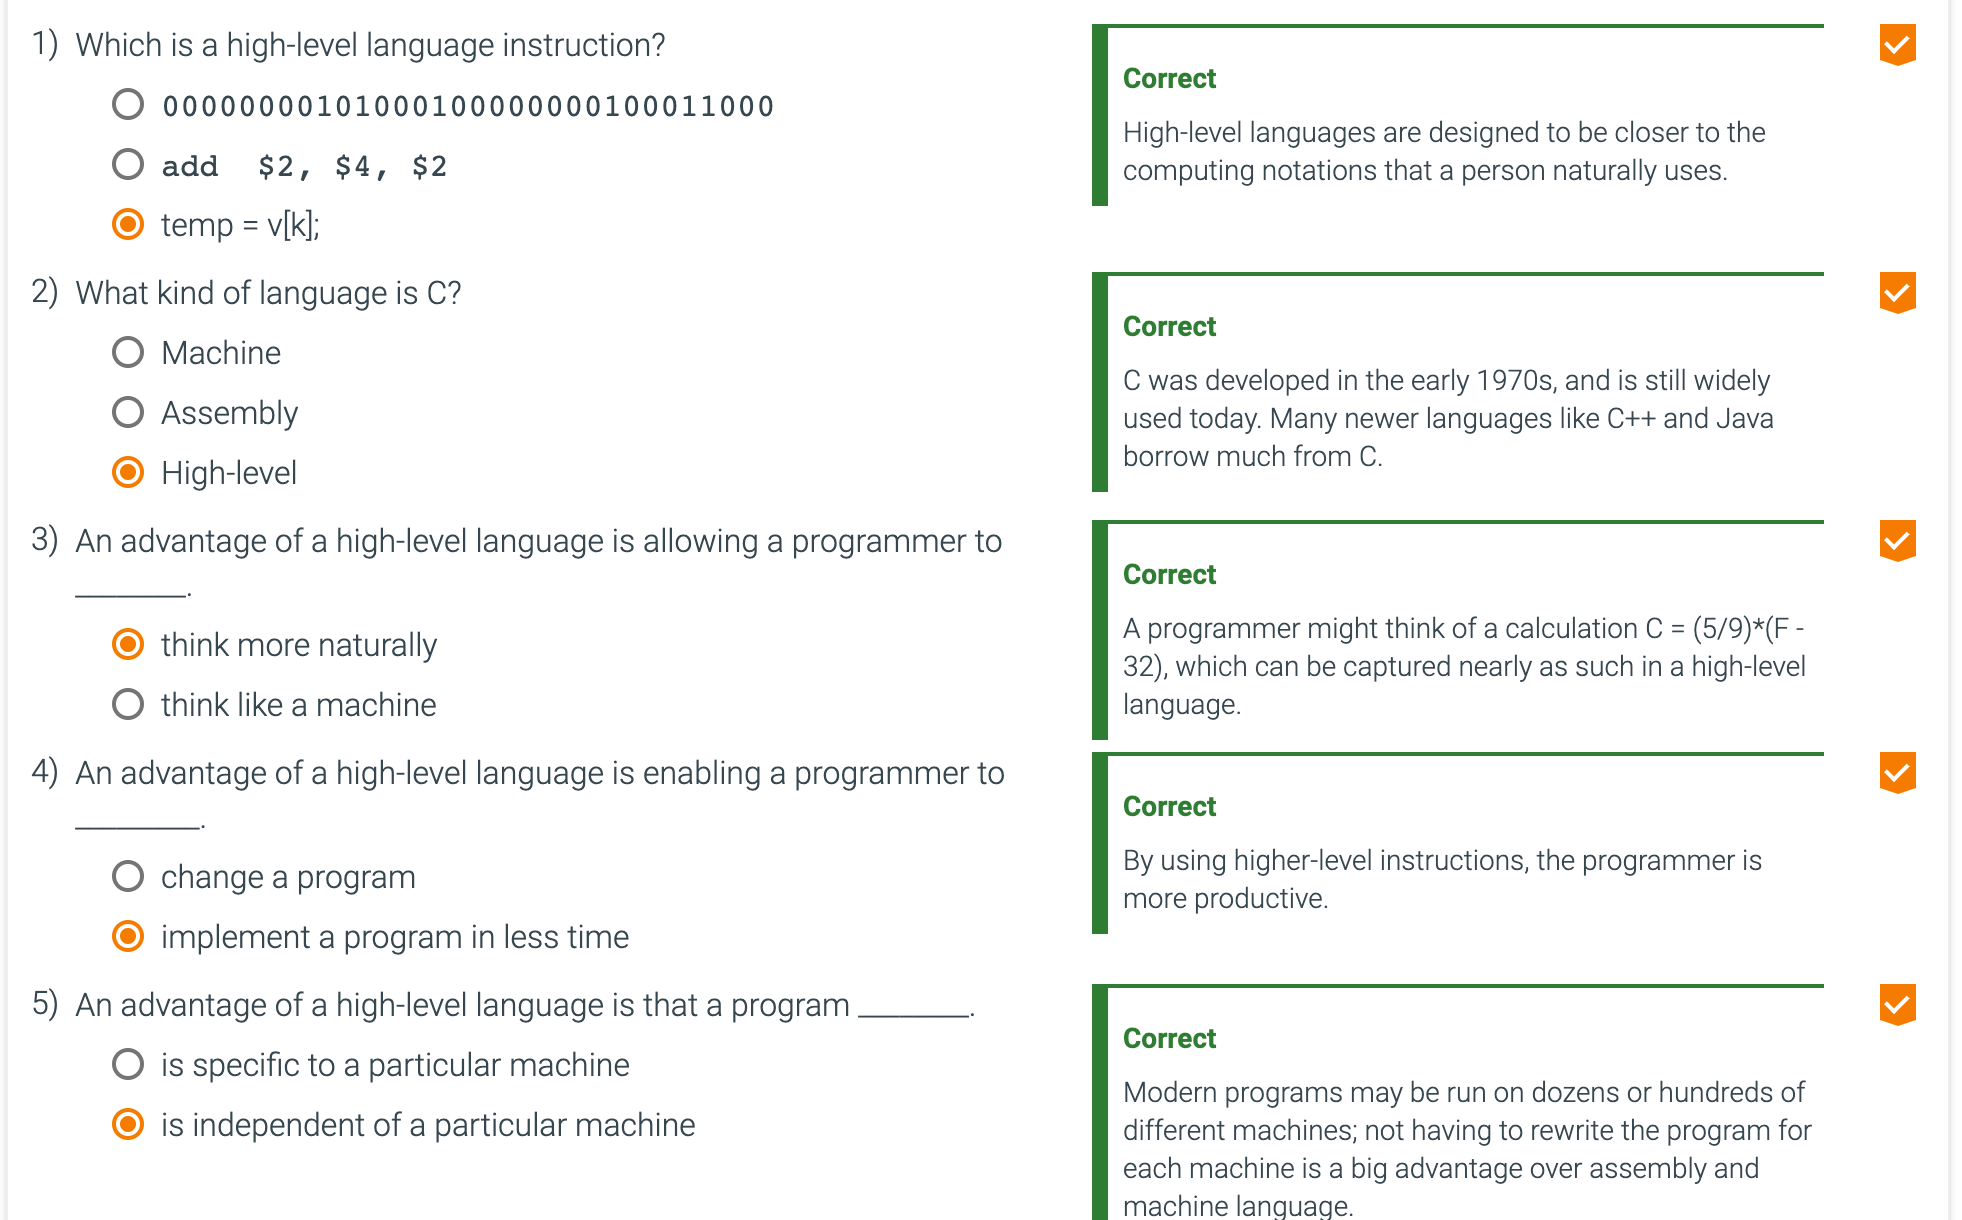 1) Which is a high-level language instruction?
00000000101000100000000100011000
add  $2, $4, $2
temp = v[k];
Correct
High-level languages are designed to be closer to the
computing notations that a person naturally uses.
2) What kind of language is C?
Machine
Assembly
High-level
Correct
C was developed in the early 1970s, and is still widely
used today. Many newer languages like C++ and Java
borrow much from C.
3) An advantage of a high-level language is allowing a programmer to
________.
think more naturally
think like a machine
Correct
A programmer might think of a calculation C = (5/9)*(F -
32), which can be captured nearly as such in a high-level
language.
4) An advantage of a high-level language is enabling a programmer to
_________.
change a program
implement a program in less time
Correct
By using higher-level instructions, the programmer is
more productive.
5) An advantage of a high-level language is that a program ________.
is specific to a particular machine
is independent of a particular machine
Correct
Modern programs may be run on dozens or hundreds of
different machines; not having to rewrite the program for
each machine is a big advantage over assembly and
machine language.